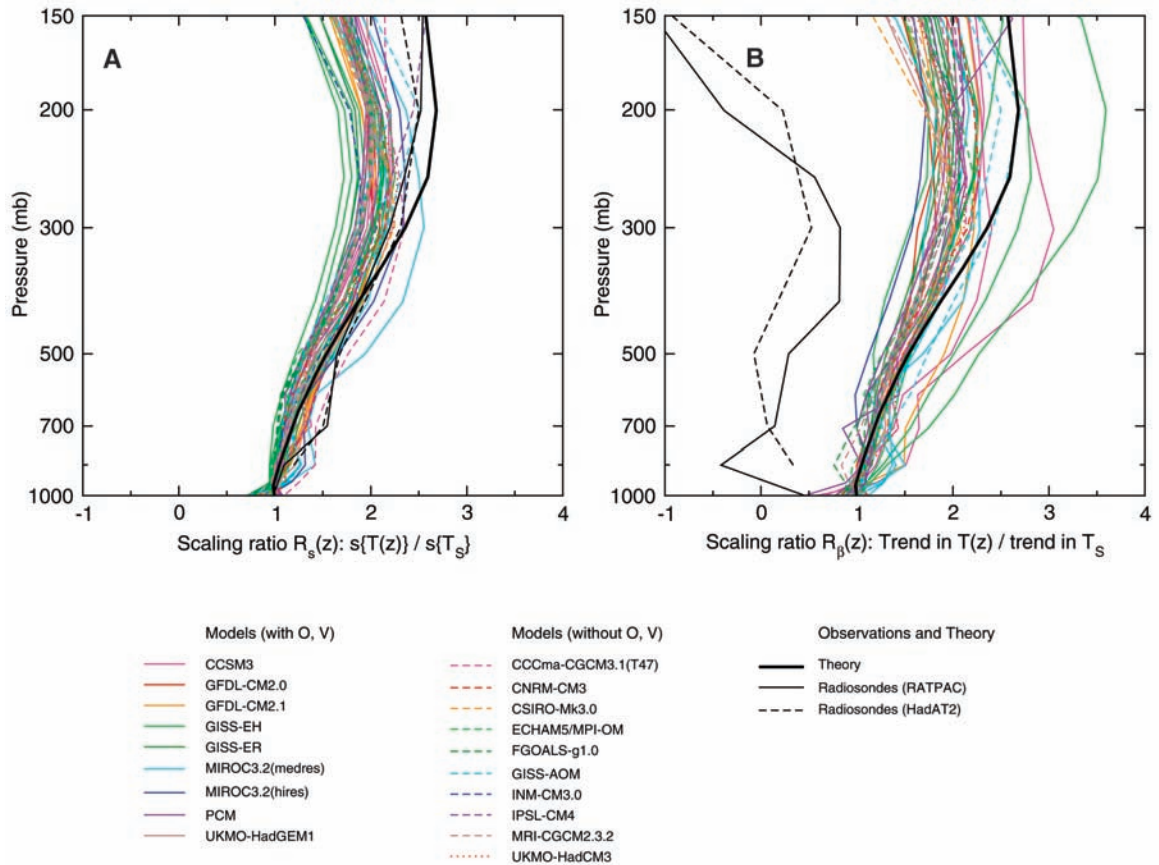 A
150
200
300
500
700
1000
Pressure (mb)
-1 0 1 2 3 4
Scaling ratio Rs(z): s{T(z)} / s{TS}
B
150
200
300
500
700
1000
Pressure (mb)
-1 0 1 2 3 4
Scaling ratio Rβ(z): Trend in T(z) / trend in TS
Models (with O, V)
CCSM3
GFDL-CM2.0
GFDL-CM2.1
GISS-EH
GISS-ER
MIROC3.2(medres)
MIROC3.2(hires)
PCM
UKMO-HadGEM1
Models (without O, V)
CCCma-CGCM3.1(T47)
CNRM-CM3
CSIRO-Mk3.0
ECHAM5/MPI-OM
FGOALS-g1.0
GISS-AOM
INM-CM3.0
IPSL-CM4
MRI-CGCM2.3.2
UKMO-HadCM3
Observations and Theory
Theory
Radiosondes (RATPAC)
Radiosondes (HadAT2)